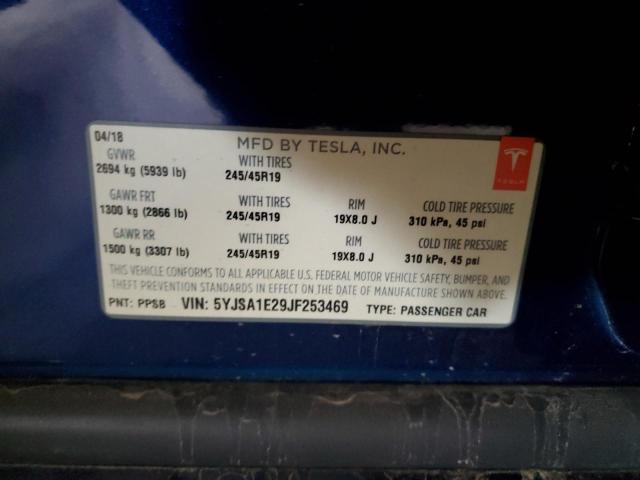 04/18
MFD BY TESLA, INC.
GVWR WITH TIRES
2694 kg (5939 lb) 245/45R19
GAWR FRT WITH TIRES RIM COLD TIRE PRESSURE
1300 kg (2866 lb) 245/45R19 19X8.0 J 310 kPa, 45 psi
GAWR RR WITH TIRES RIM COLD TIRE PRESSURE
1500 kg (3307 lb) 245/45R19 19X8.0 J 310 kPa, 45 psi
THIS VEHICLE CONFORMS TO ALL APPLICABLE U.S. FEDERAL MOTOR VEHICLE SAFETY, BUMPER, AND
THEFT PREVENTION STANDARDS IN EFFECT ON THE DATE OF MANUFACTURE SHOWN ABOVE.
PNT: PPSB VIN: 5YJSA1E29JF253469 TYPE: PASSENGER CAR
TESLA